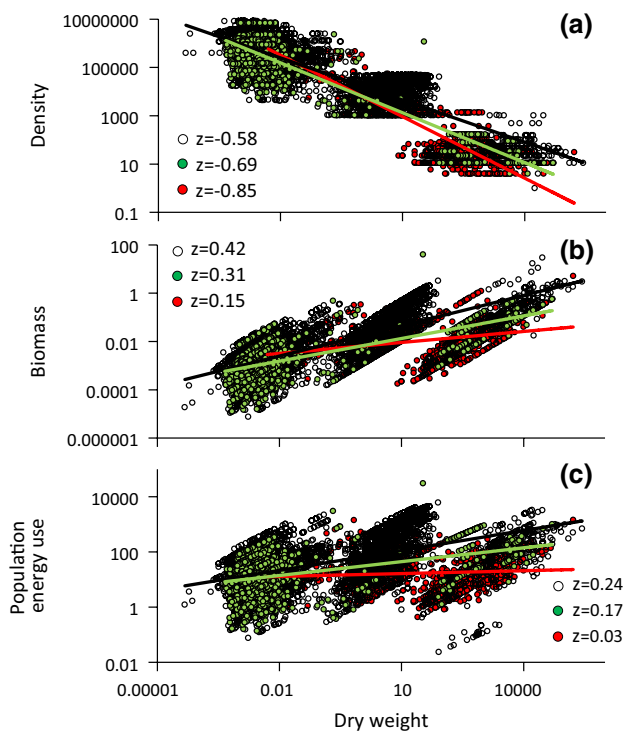 (a)
10000000
100000
1000
10
0.1
Density
z=-0.58
z=-0.69
z=-0.85
(b)
100
1
0.01
0.0001
0.000001
Biomass
z=0.42
z=0.31
z=0.15
(c)
10000
100
1
0.01
Population
energy use
z=0.24
z=0.17
z=0.03
0.00001
0.01
10
10000
Dry weight